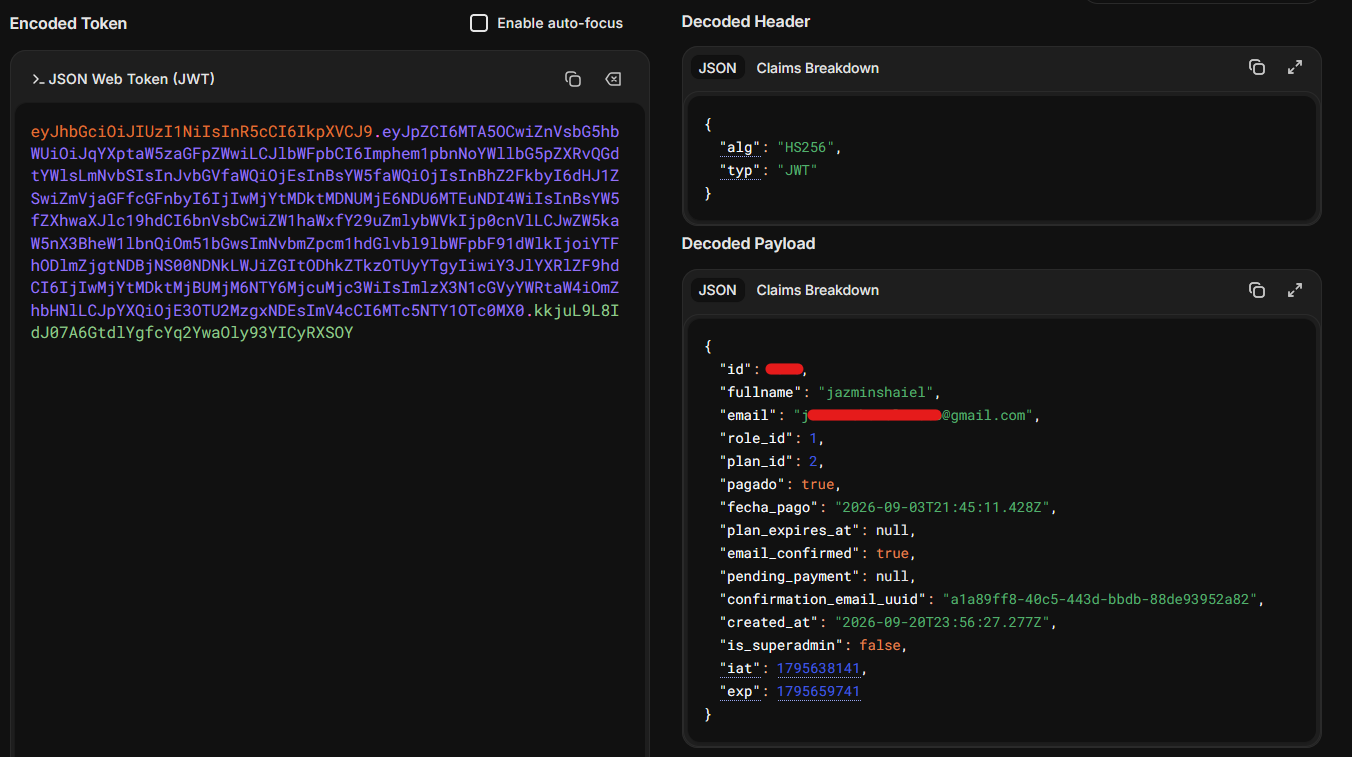 Encoded Token
Enable auto-focus
JSON Web Token (JWT)
eyJhbGciOiJIUzI1NiIsInR5cCI6IkpXVCJ9.eyJpZCI6MTA5OCwiZnVsbG5hb
WUiOiJqYXptaW5zaGFpZWwiLCJlbWFpbCI6Imphem1pbnNoYWllbG5pZXRvQGd
tYWlsLmNvbSIsInJvbGVfaWQiOjEsInBsYW5faWQiOjIsInBhZ2FkbyI6dHJ1Z
SwiZmVjaGFfcGFnbyI6IjIwMjYtMDktMDNUMjE6NDU6MTEuNDI4WiIsInBsYW5
fZXhwaXJlc19hdCI6bnVsbCwiZW1haWxfY29uZmlybWVkIjp0cnVlLCJwZW5ka
W5nX3BheW1lbnQiOm51bGwsImNvbmZpcm1hdGlvbl9lbWFpbF91dWlkIjoiYTF
hODlmZjgtNDBjNS00NDNkLWJiZGItODhkZTkzOTUyYTgyIiwiY3JlYXRlZF9hd
CI6IjIwMjYtMDktMjBUMjM6NTY6MjcuMjc3WiIsImlzX3N1cGVyYWRtaW4iOmZ
hbHNlLCJpYXQiOjE3OTU2MzgxNDEsImV4cCI6MTc5NTY1OTc0MX0.kkjuL9L8I
dJ07A6GtdlYgfcYq2YwaOly93YICyRXSOY
Decoded Header
JSON Claims Breakdown
{
"alg": "HS256",
"typ": "JWT"
}
Decoded Payload
JSON Claims Breakdown
{
"id": ,
"fullname": "jazminshaiel",
"email": "j @gmail.com",
"role_id": 1,
"plan_id": 2,
"pagado": true,
"fecha_pago": "2026-09-03T21:45:11.428Z",
"plan_expires_at": null,
"email_confirmed": true,
"pending_payment": null,
"confirmation_email_uuid": "a1a89ff8-40c5-443d-bbdb-88de93952a82",
"created_at": "2026-09-20T23:56:27.277Z",
"is_superadmin": false,
"iat": 1795638141,
"exp": 1795659741
}